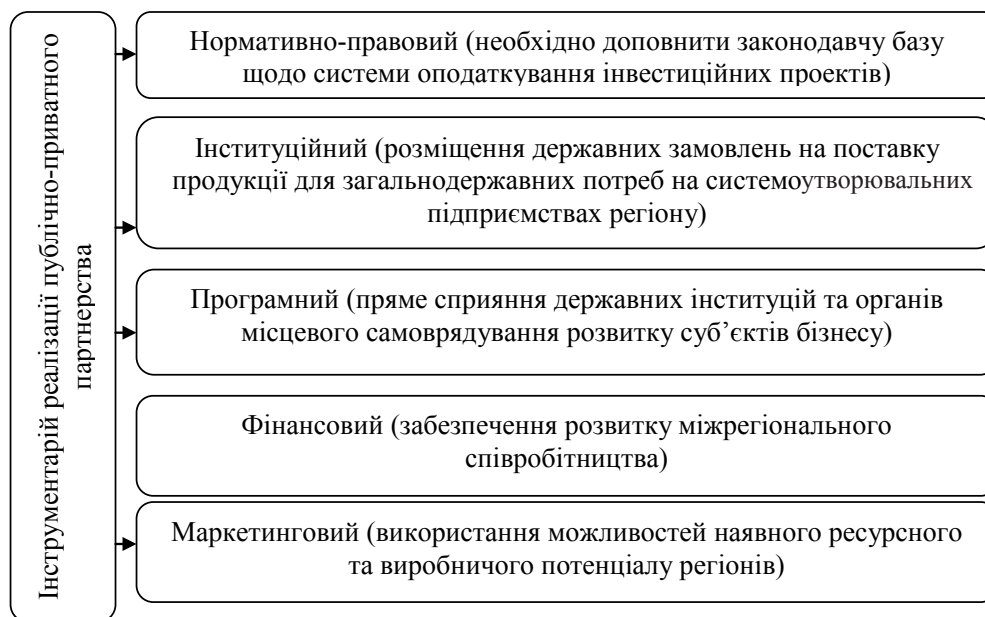 Інструментарій реалізації публічно-приватного
партнерства
Нормативно-правовий (необхідно доповнити законодавчу базу
щодо системи оподаткування інвестиційних проектів)
Інституційний (розміщення державних замовлень на поставку
продукції для загальнодержавних потреб на системоутворювальних
підприємствах регіону)
Програмний (пряме сприяння державних інституцій та органів
місцевого самоврядування розвитку суб’єктів бізнесу)
Фінансовий (забезпечення розвитку міжрегіонального
співробітництва)
Маркетинговий (використання можливостей наявного ресурсного
та виробничого потенціалу регіонів)